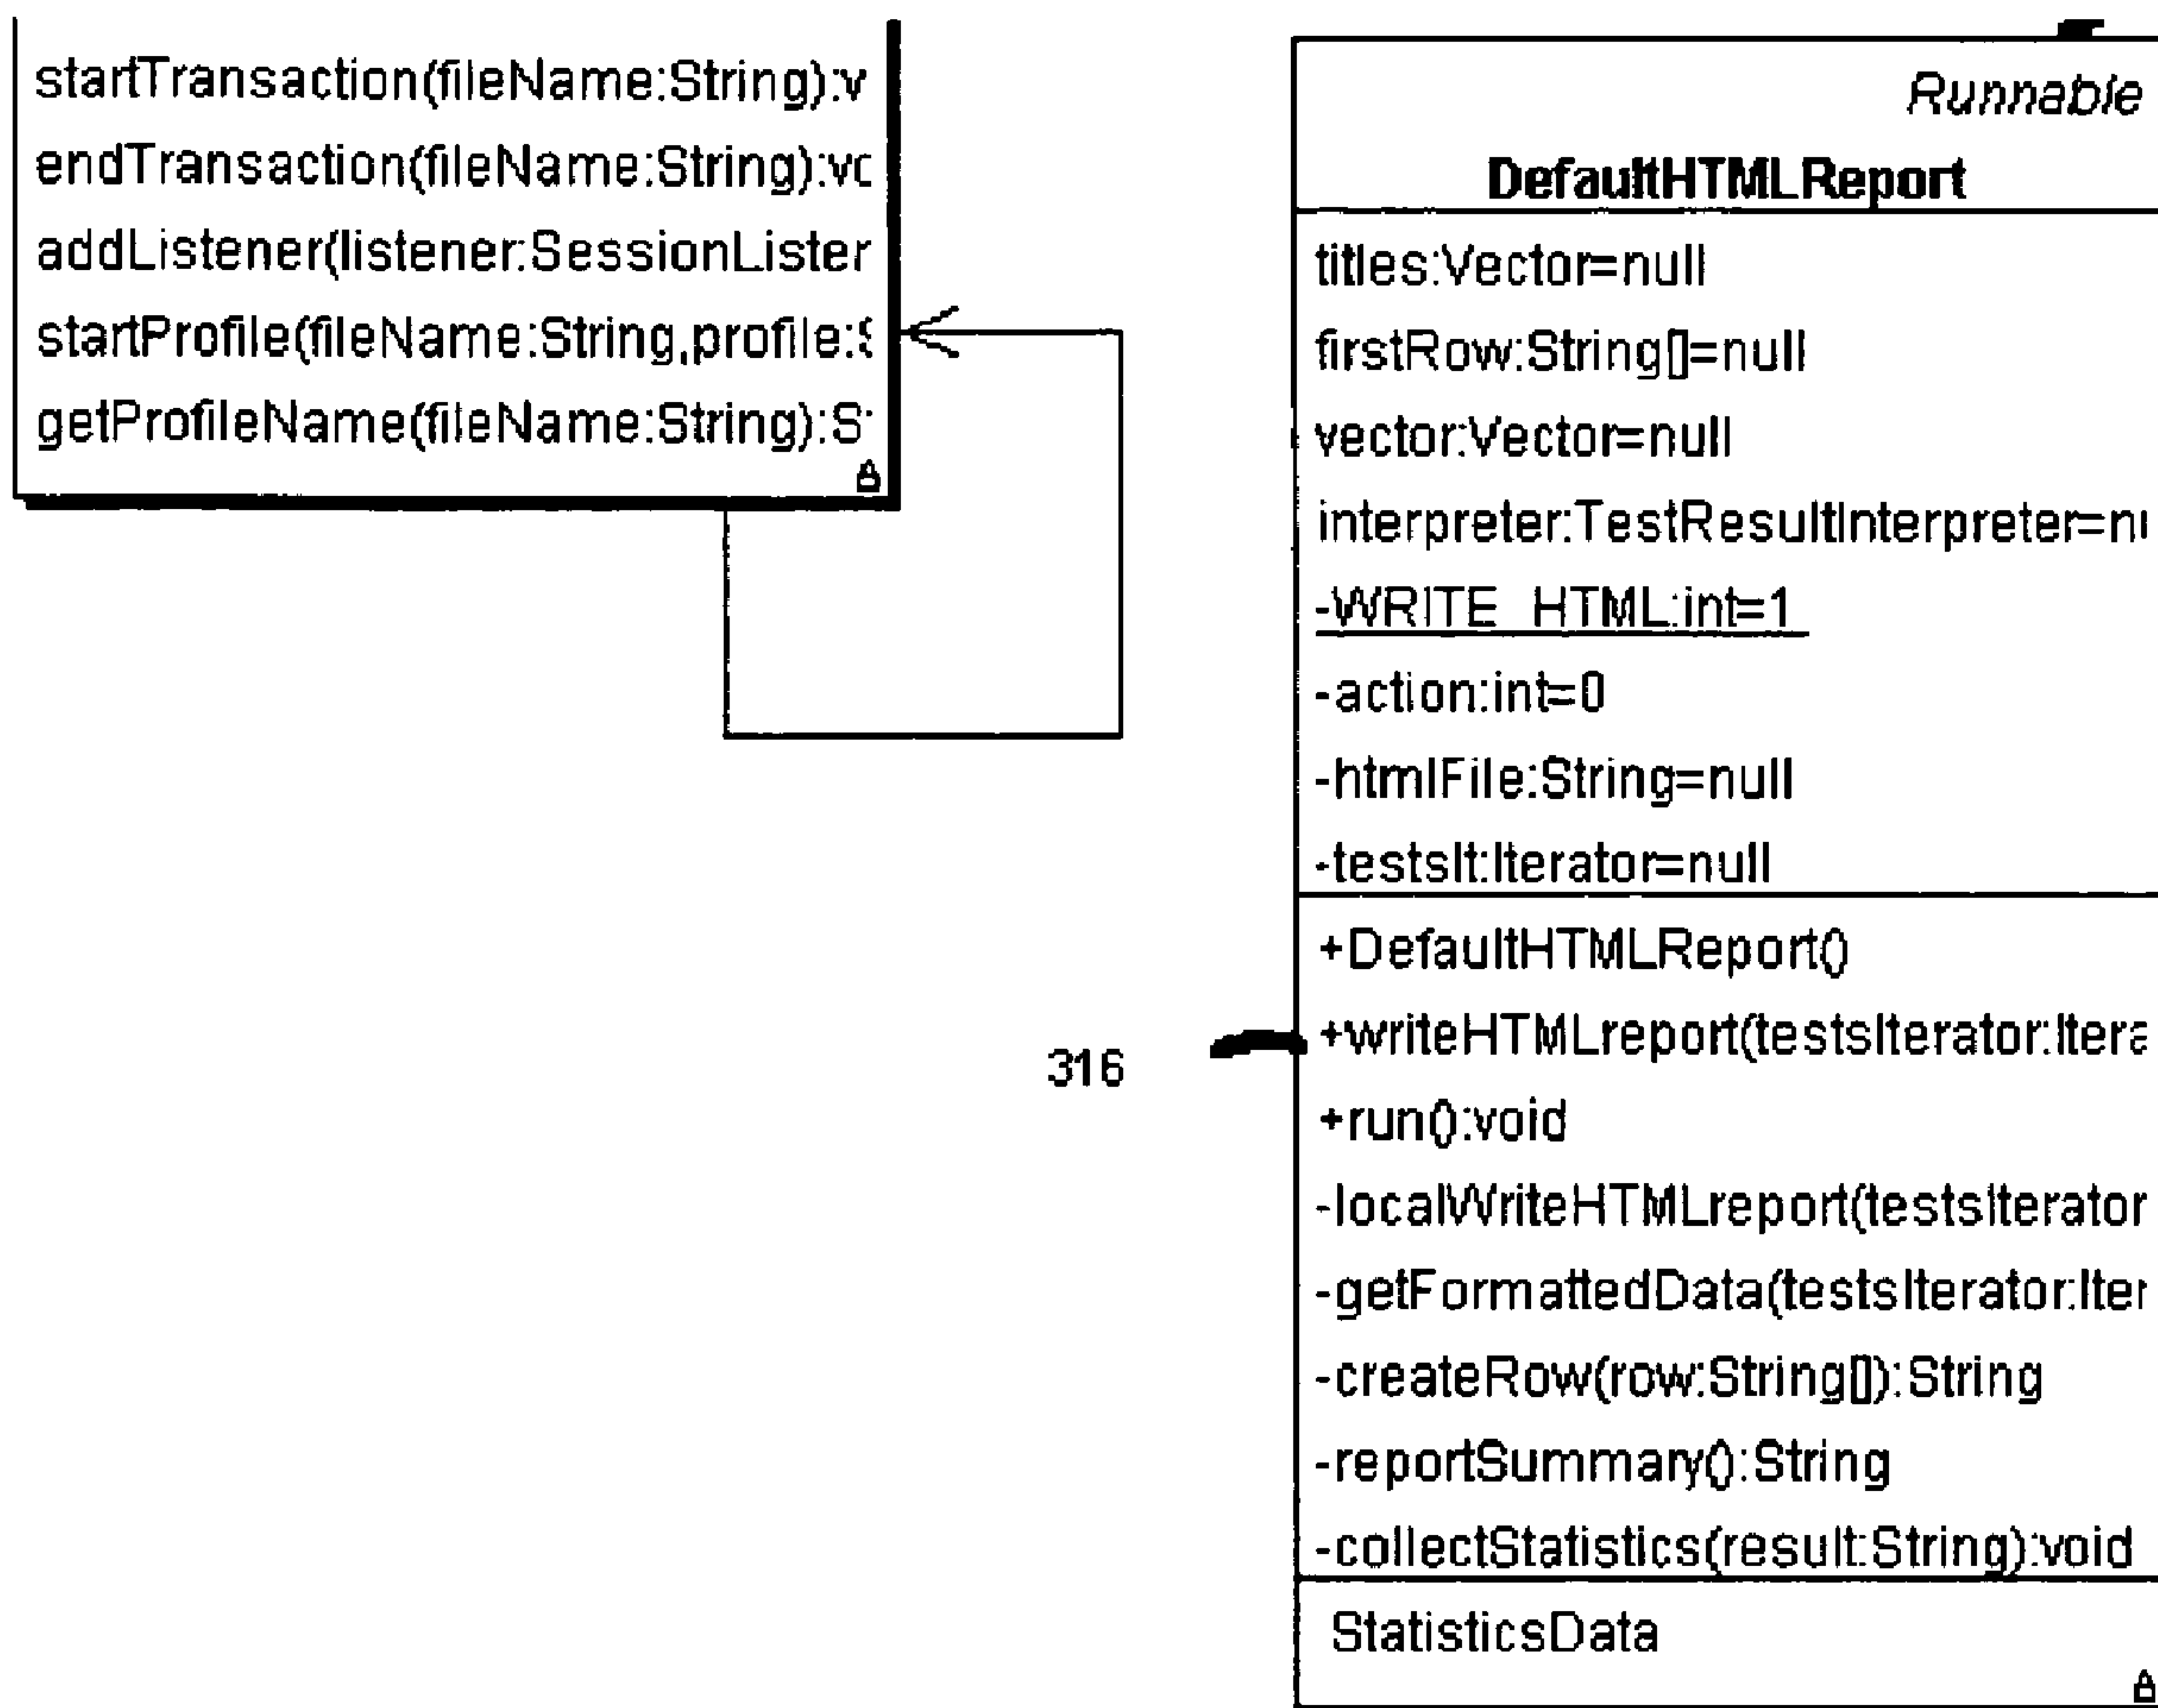 startTransaction(fileName:String):v
endTransaction(fileName:String):vc
addListener(listener:SessionLister
startProfile(fileName:String,profile:S
getProfileName(fileName:String):S
316
Runnable
DefaultHTMLReport
titles:Vector=null
firstRow:String[]=null
vector:Vector=null
interpreter:TestResultInterpreter=n
-WRITE_HTML:int=1
-action:int=0
-htmlFile:String=null
-testsIt:Iterator=null
+DefaultHTMLReport()
+writeHTMLreport(testsIterator:Itera
+run():void
-localWriteHTMLreport(testsIterator
-getFormattedData(testsIterator:Iter
-createRow(row:String[]):String
-reportSummary():String
-collectStatistics(result:String):void
StatisticsData